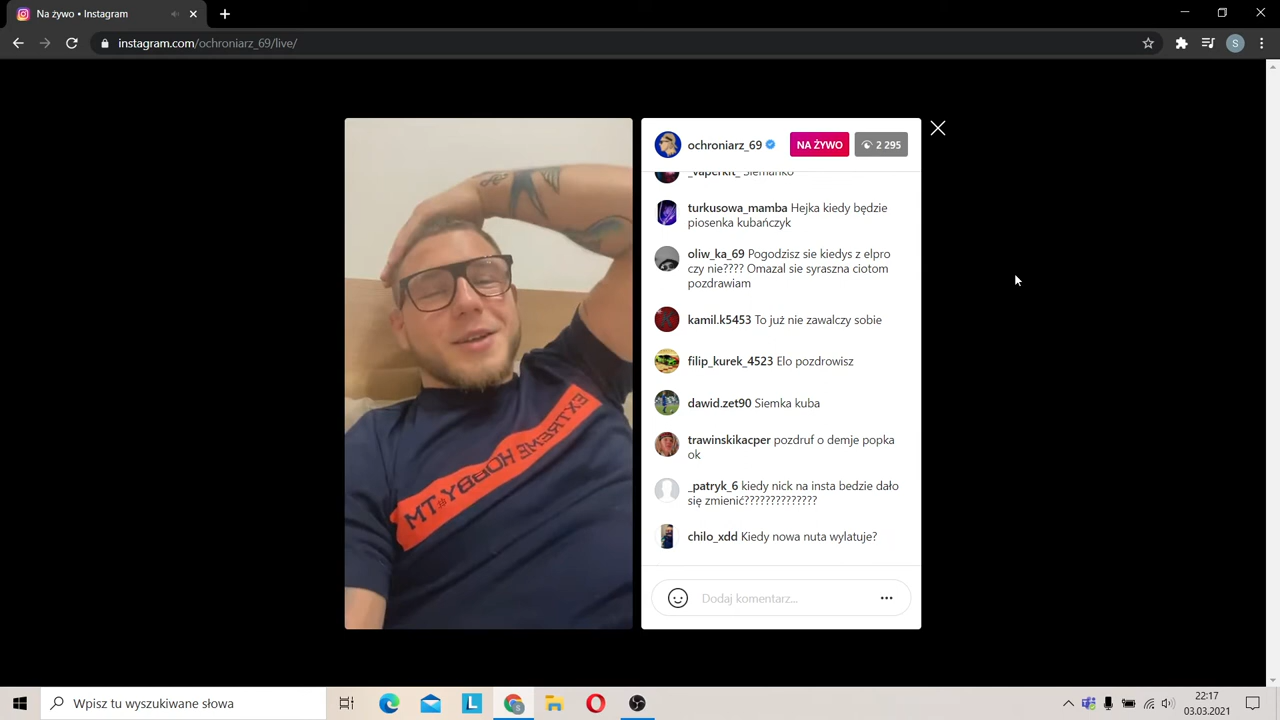 Na żywo • Instagram
instagram.com/ochroniarz_69/live/
S
ochroniarz_69
NA ŻYWO
2 295
_vaperkit_ Siemanko
turkusowa_mamba Hejka kiedy będzie
piosenka kubańczyk
oliw_ka_69 Pogodzisz sie kiedys z elpro
czy nie???? Omazal sie syraszna ciotom
pozdrawiam
kamil.k5453 To już nie zawalczy sobie
filip_kurek_4523 Elo pozdrowisz
dawid.zet90 Siemka kuba
trawinskikacper pozdruf o demje popka
ok
_patryk_6 kiedy nick na insta bedzie dało
się zmienić??????????????
chilo_xdd Kiedy nowa nuta wylatuje?
Dodaj komentarz...
EXTREME HOBBY
Wpisz tu wyszukiwane słowa
L
22:17
03.03.2021